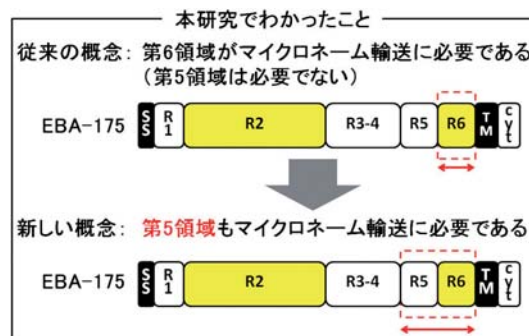 本研究でわかったこと
従来の概念: 第6領域がマイクロネーム輸送に必要である
(第5領域は必要でない)
EBA-175 SS R1 R2 R3-4 R5 R6 TM cyt
新しい概念: 第5領域もマイクロネーム輸送に必要である
EBA-175 SS R1 R2 R3-4 R5 R6 TM cyt